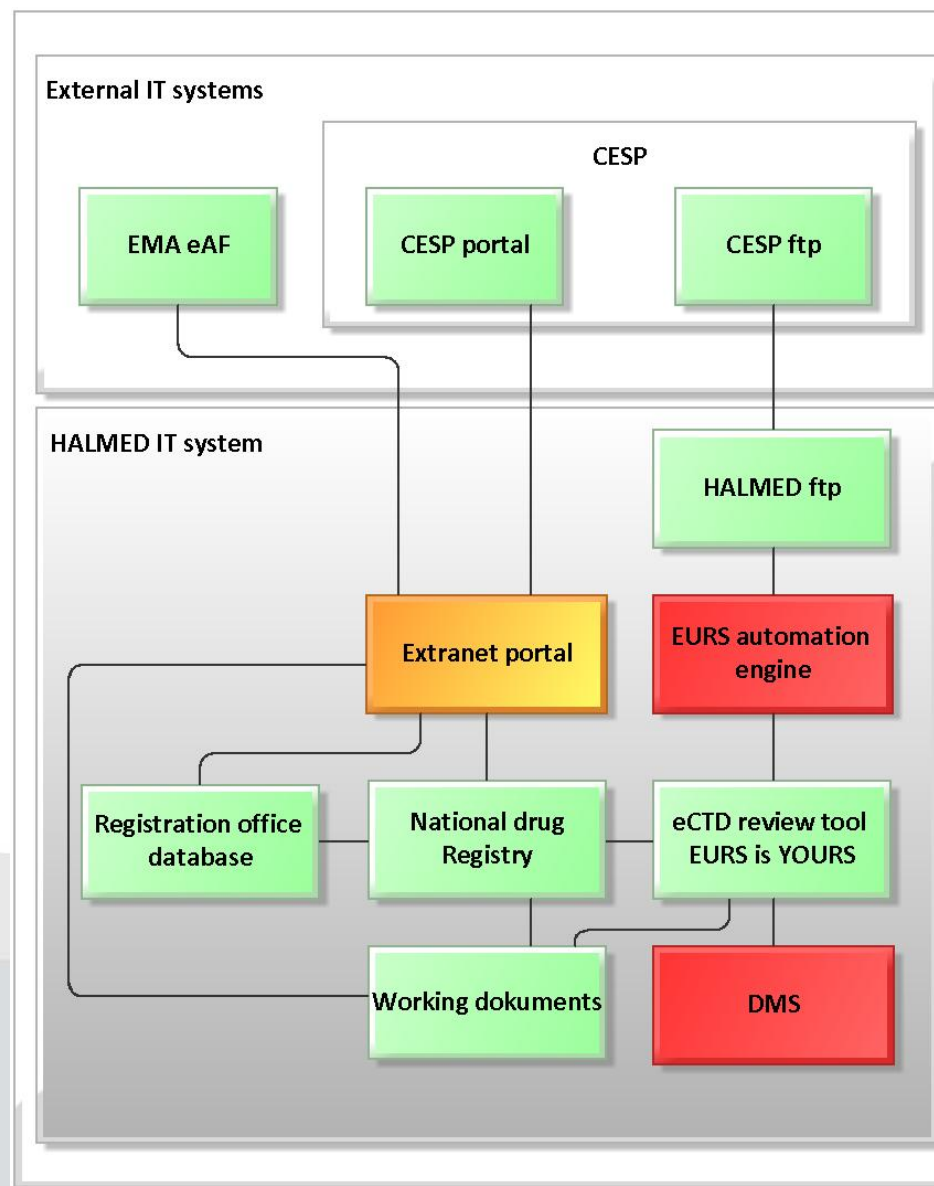 External IT systems
CESP
EMA eAF
CESP portal
CESP ftp
HALMED IT system
HALMED ftp
Extranet portal
EURS automation
engine
Registration office
database
National drug
Registry
eCTD review tool
EURS is YOURS
Working dokuments
DMS